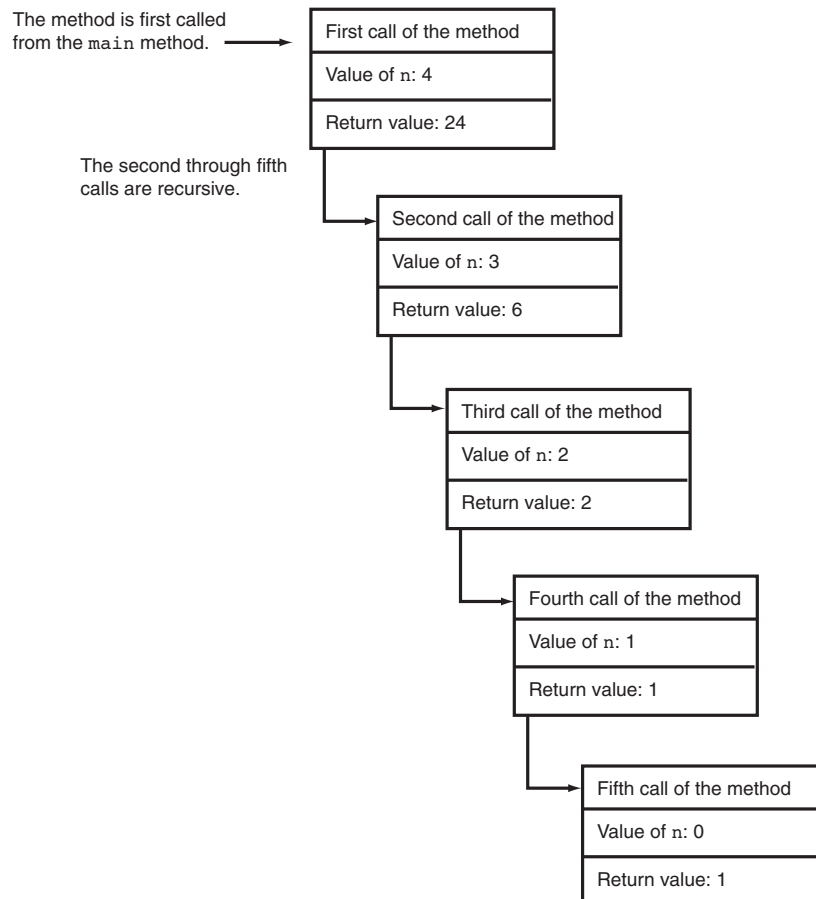 The method is first called
from the main method.
First call of the method
Value of n: 4
Return value: 24
The second through fifth
calls are recursive.
Second call of the method
Value of n: 3
Return value: 6
Third call of the method
Value of n: 2
Return value: 2
Fourth call of the method
Value of n: 1
Return value: 1
Fifth call of the method
Value of n: 0
Return value: 1